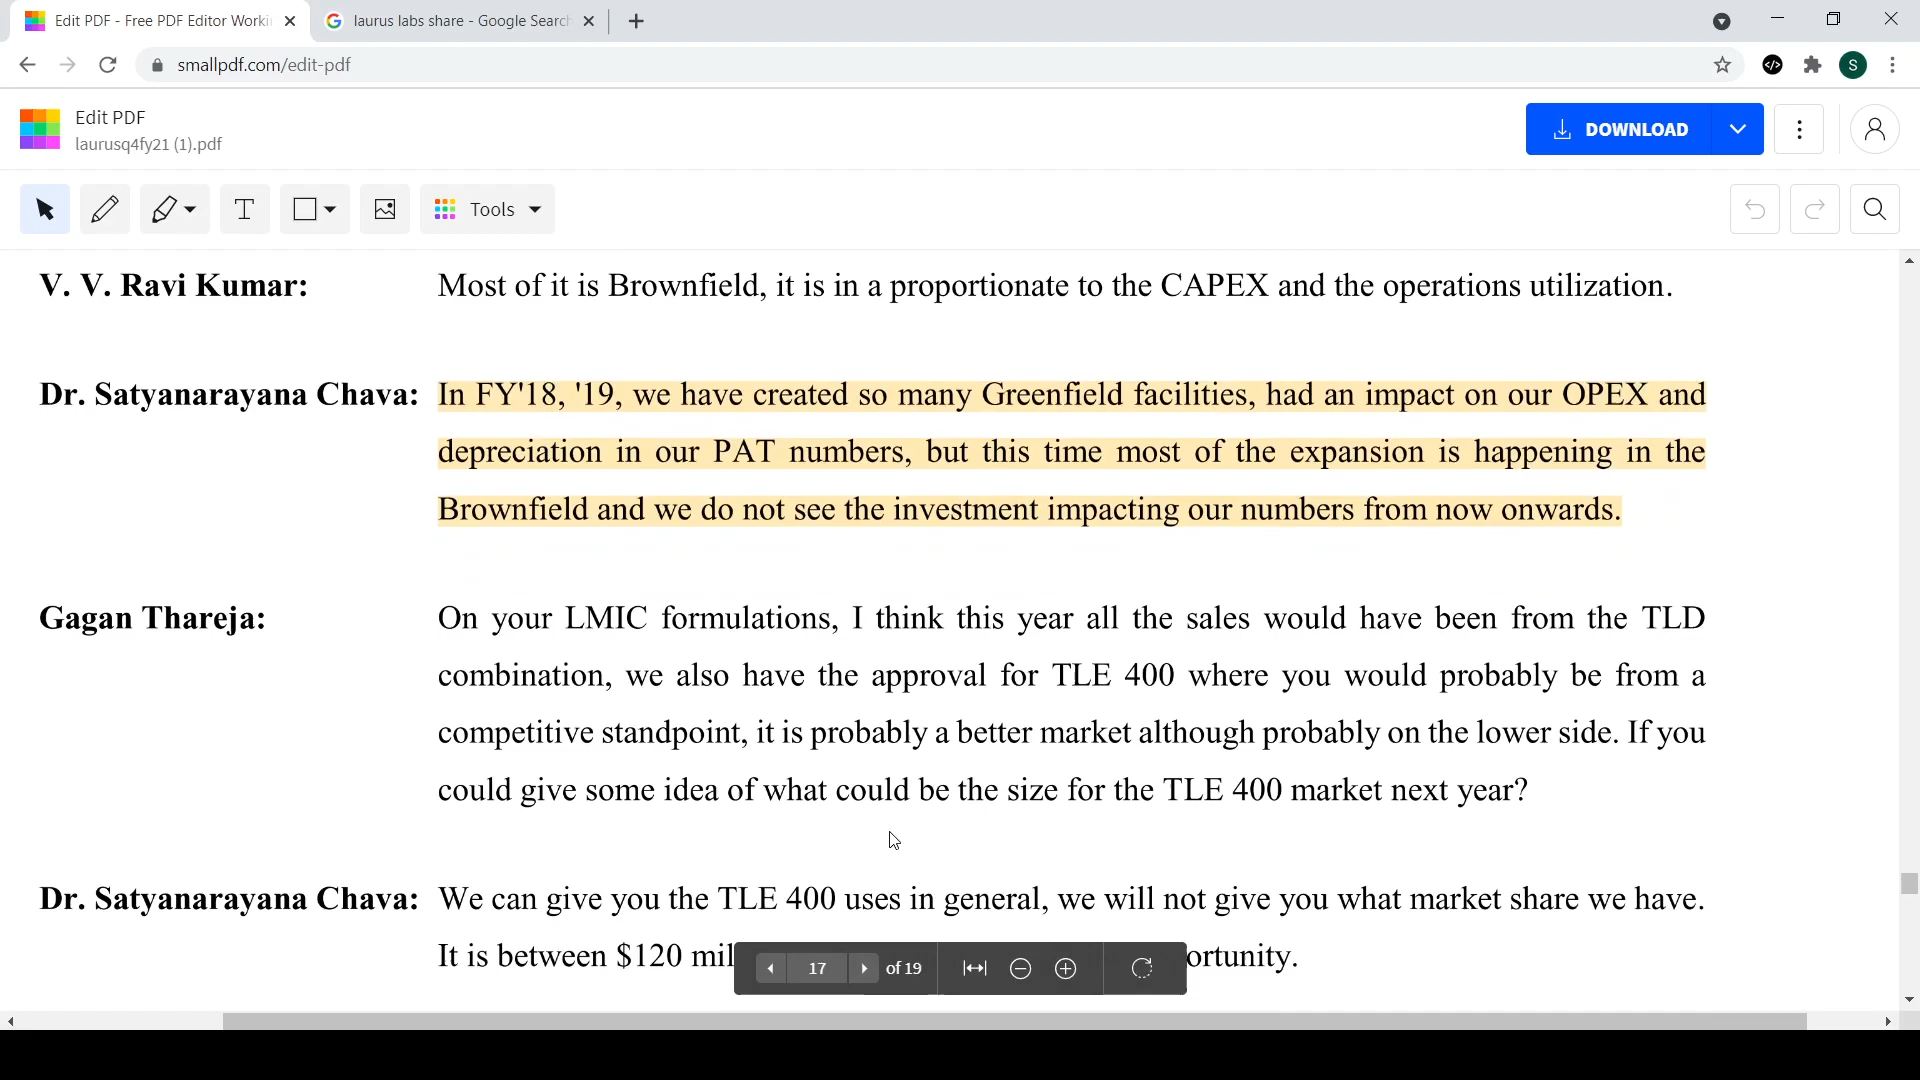 Edit PDF - Free PDF Editor Workin
laurus labs share - Google Search
smallpdf.com/edit-pdf
S
Edit PDF
laurusq4fy21 (1).pdf
DOWNLOAD
T
Tools
V. V. Ravi Kumar: Most of it is Brownfield, it is in a proportionate to the CAPEX and the operations utilization.
Dr. Satyanarayana Chava: In FY'18, '19, we have created so many Greenfield facilities, had an impact on our OPEX and
depreciation in our PAT numbers, but this time most of the expansion is happening in the
Brownfield and we do not see the investment impacting our numbers from now onwards.
Gagan Thareja: On your LMIC formulations, I think this year all the sales would have been from the TLD
combination, we also have the approval for TLE 400 where you would probably be from a
competitive standpoint, it is probably a better market although probably on the lower side. If you
could give some idea of what could be the size for the TLE 400 market next year?
Dr. Satyanarayana Chava: We can give you the TLE 400 uses in general, we will not give you what market share we have.
It is between $120 mil ortunity.
17 of 19